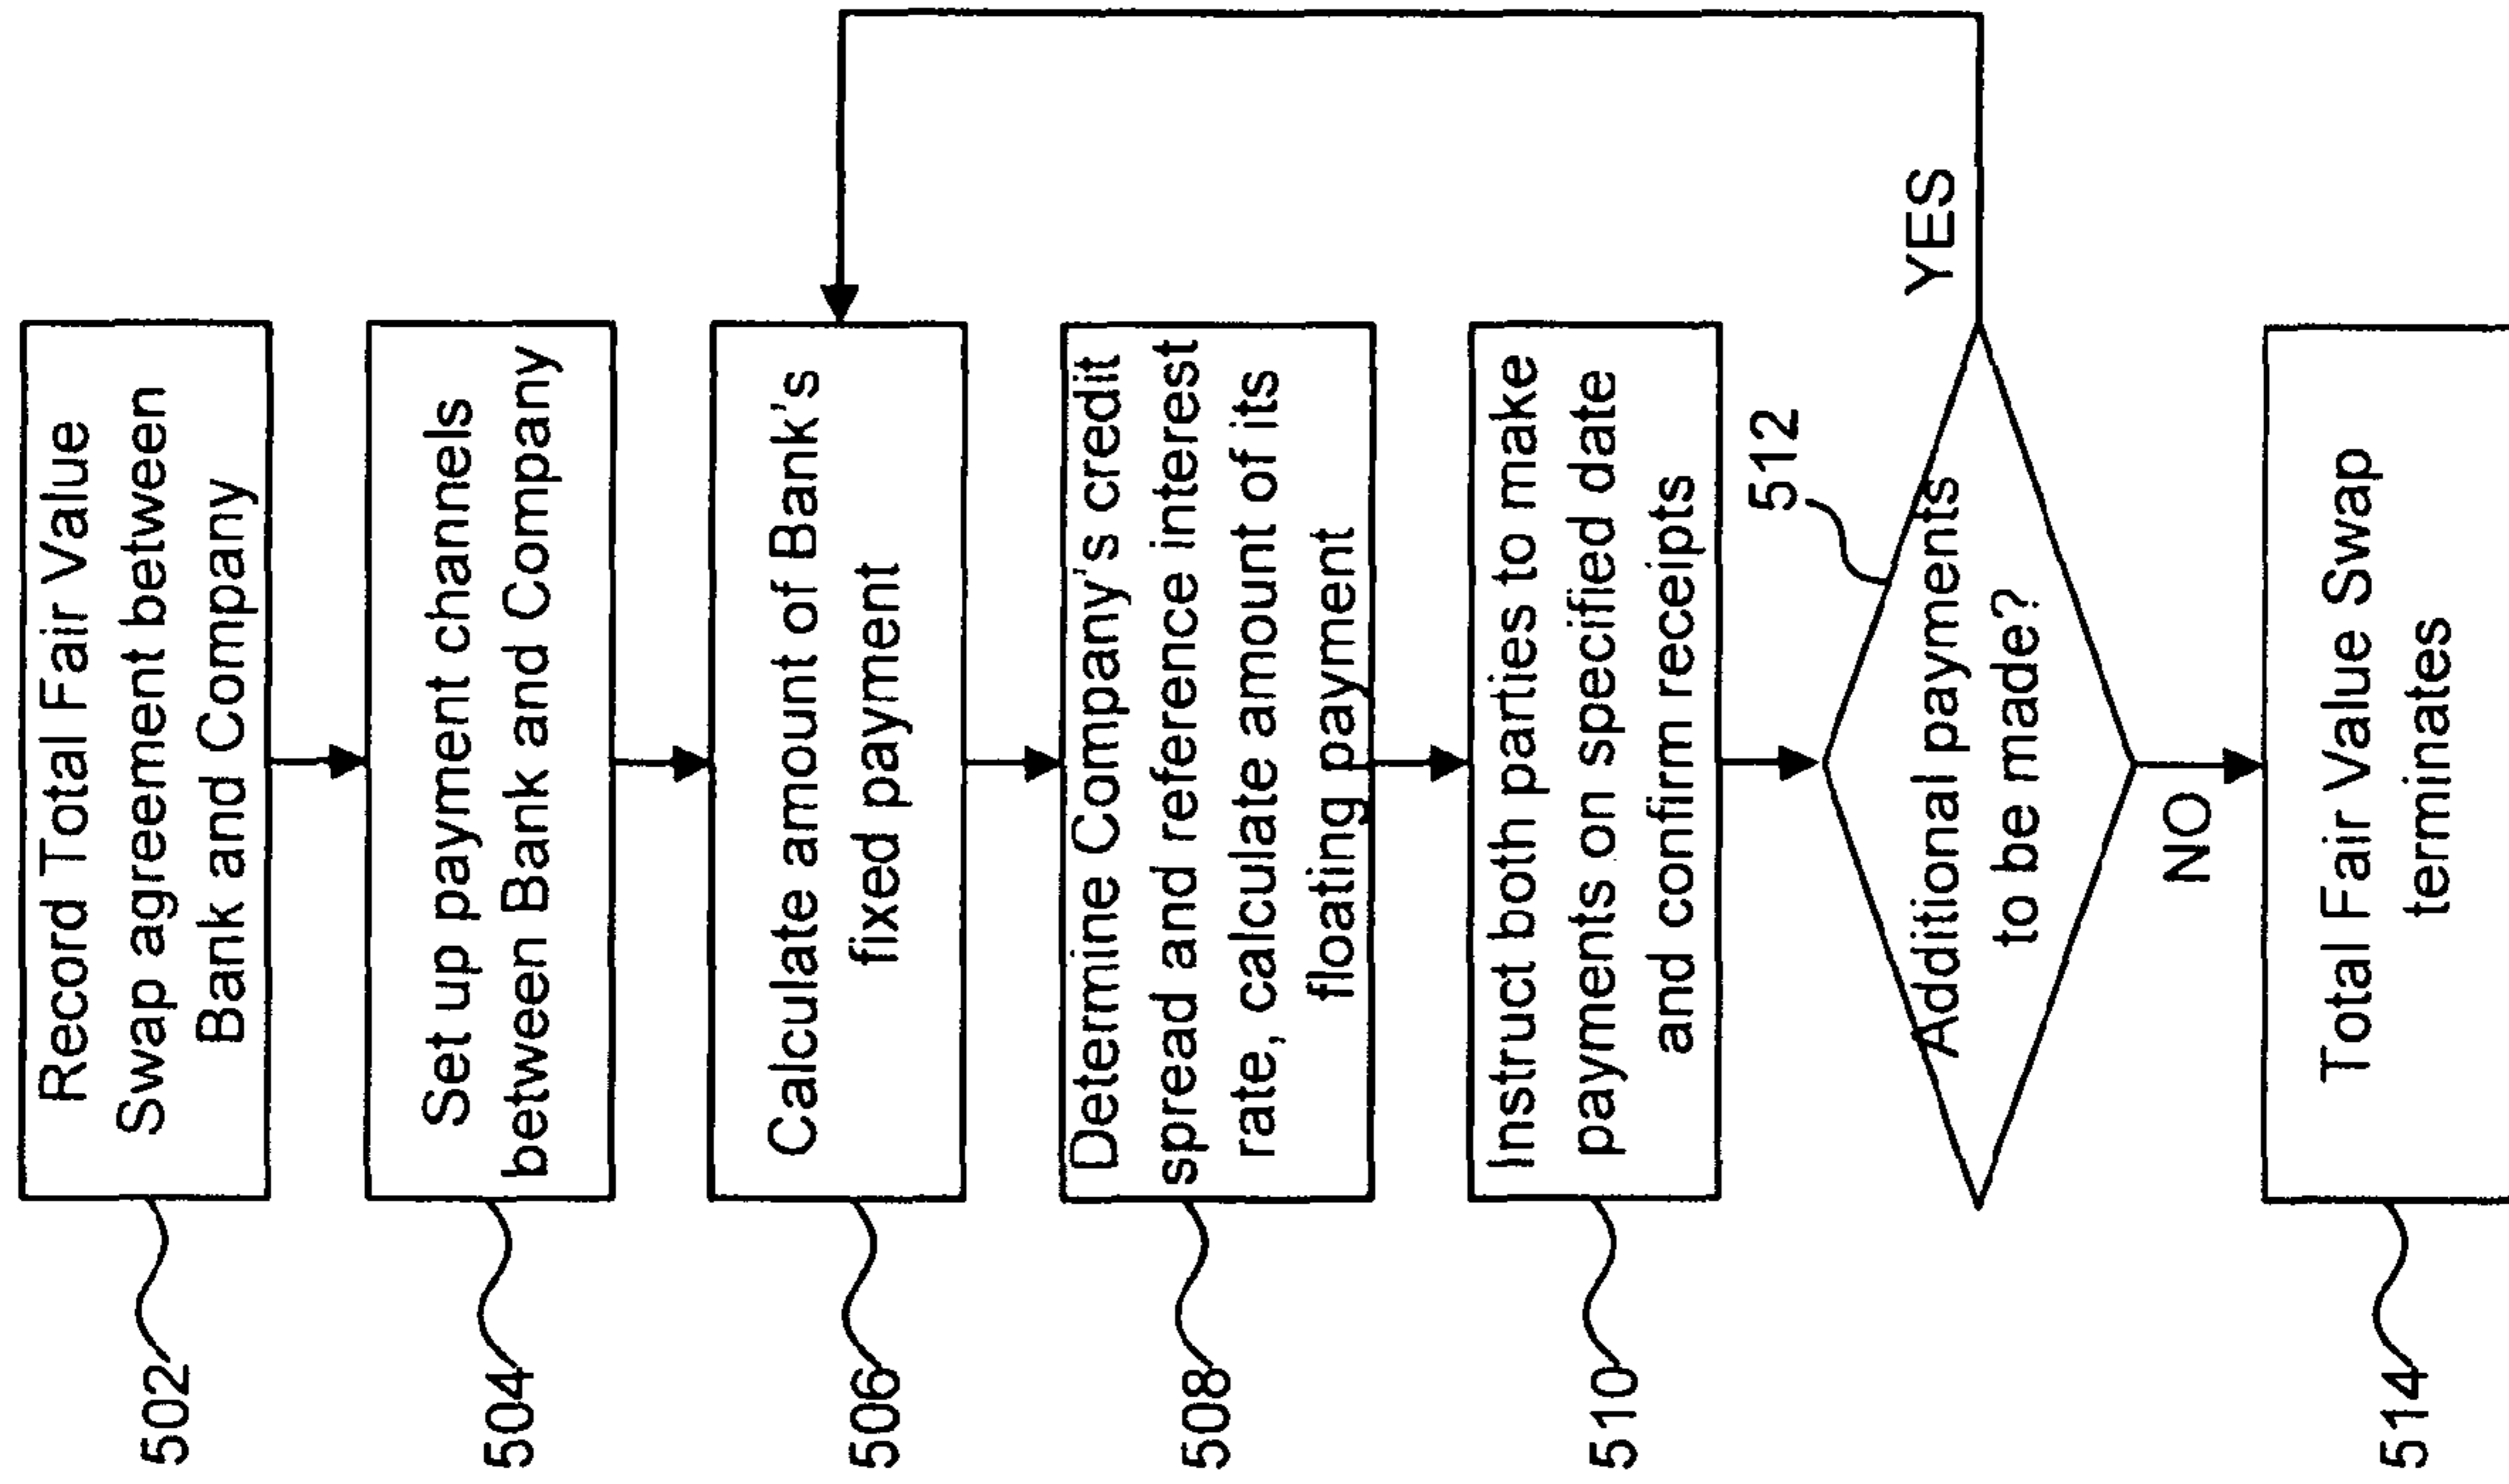 502
Record Total Fair Value
Swap agreement between
Bank and Company
504
Set up payment channels
between Bank and Company
506
Calculate amount of Bank's
fixed payment
508
Determine Company's credit
spread and reference interest
rate, calculate amount of its
floating payment
510
Instruct both parties to make
payments on specified date
and confirm receipts
512
Additional payments
to be made?
YES
NO
514
Total Fair Value Swap
terminates